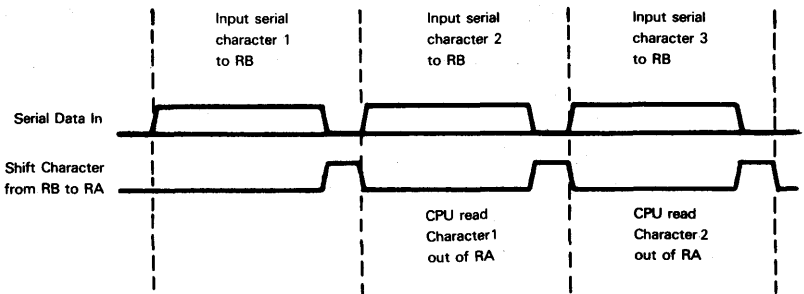 Input serial
character 1
to RB
Input serial
character 2
to RB
Input serial
character 3
to RB
Serial Data In
Shift Character
from RB to RA
CPU read
Character1
out of RA
CPU read
Character 2
out of RA